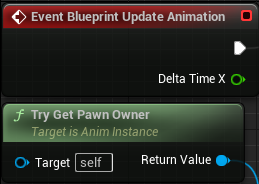 Event Blueprint Update Animation
Delta Time X
Try Get Pawn Owner
Target is Anim Instance
Target self Return Value